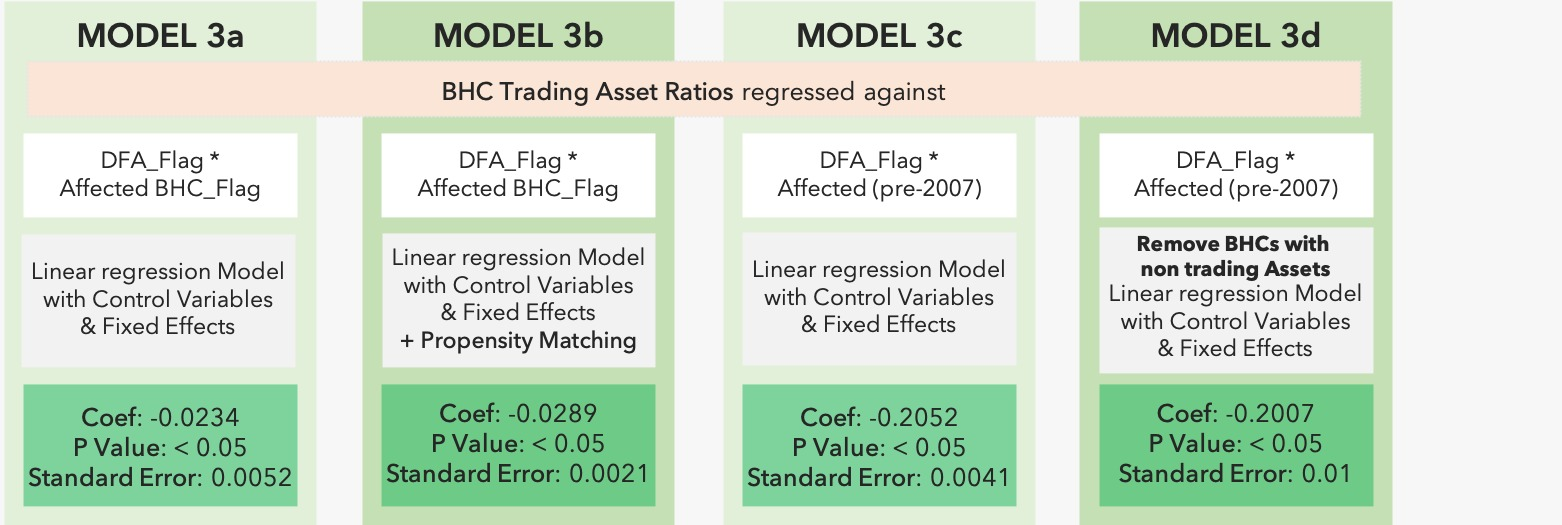 MODEL 3a
MODEL 3b
MODEL 3c
MODEL 3d
BHC Trading Asset Ratios regressed against
DFA_Flag *
Affected BHC_Flag
DFA_Flag *
Affected BHC_Flag
DFA_Flag *
Affected (pre-2007)
DFA_Flag *
Affected (pre-2007)
Linear regression Model
with Control Variables
& Fixed Effects
Linear regression Model
with Control Variables
& Fixed Effects
+ Propensity Matching
Linear regression Model
with Control Variables
& Fixed Effects
Remove BHCs with
non trading Assets
Linear regression Model
with Control Variables
& Fixed Effects
Coef: -0.0234
P Value: < 0.05
Standard Error: 0.0052
Coef: -0.0289
P Value: < 0.05
Standard Error: 0.0021
Coef: -0.2052
P Value: < 0.05
Standard Error: 0.0041
Coef: -0.2007
P Value: < 0.05
Standard Error: 0.01